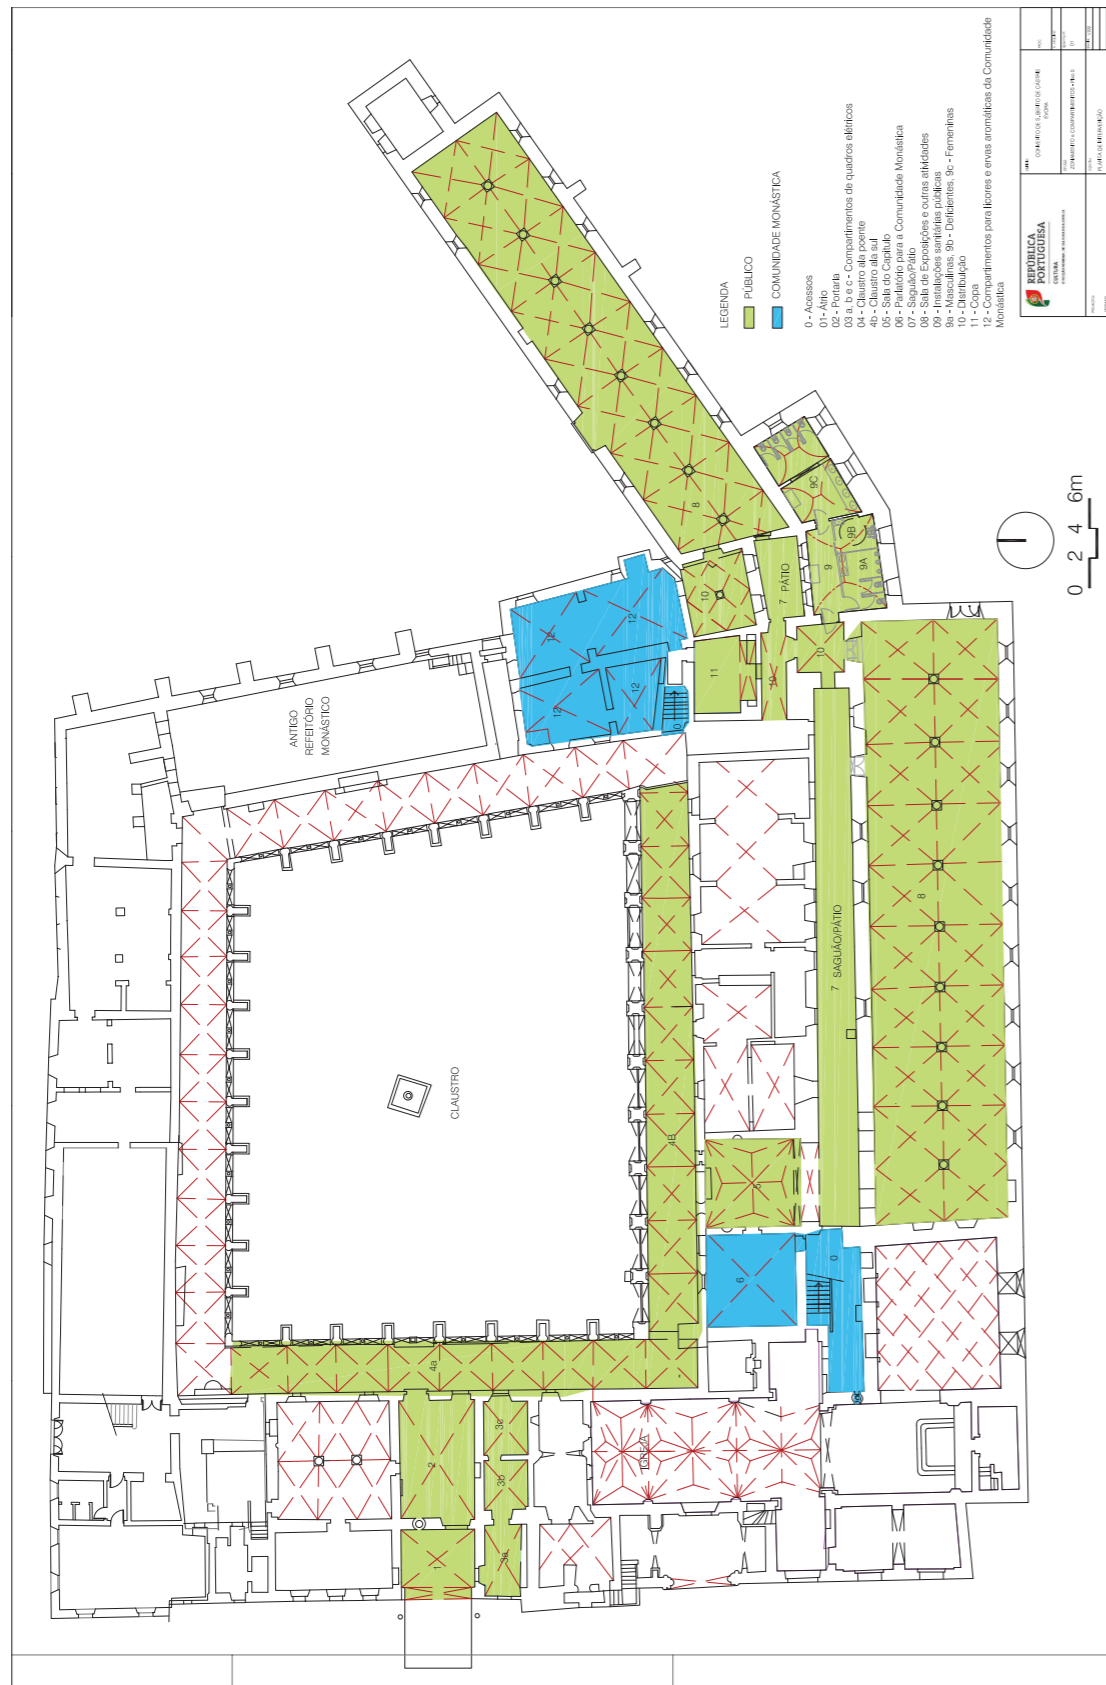 LEGENDA
PÚBLICO
COMUNIDADE MONÁSTICA
0 - Acessos
01- Átrio
02 - Portaria
03 a, b e c - Compartimentos de quadros elétricos
04 - Claustro ala poente
4b - Claustro ala sul
05 - Sala do Capítulo
06 - Parlatório para a Comunidade Monástica
07 - Saguão/Pátio
08 - Sala de Exposições e outras atividades
09 - Instalações sanitárias públicas
9a - Masculinas, 9b - Deficientes, 9c - Femeninas
10 - Distribuição
11 - Copa
12 - Compartimentos para licores e ervas aromáticas da Comunidade
Monástica
REPÚBLICA
PORTUGUESA
CULTURA
PLANTA DE INTERVENÇÃO
0 2 4 6m
ANTIGO
REFEITÓRIO
MONÁSTICO
CLAUSTRO
IGREJA
7 SAGUÃO/PÁTIO
7 PÁTIO
8
8
9
9A
9B
9C
10
10
10
11
12
12
12
12
0
0
1
2
3a
3b
3c
4a
4B
5
6